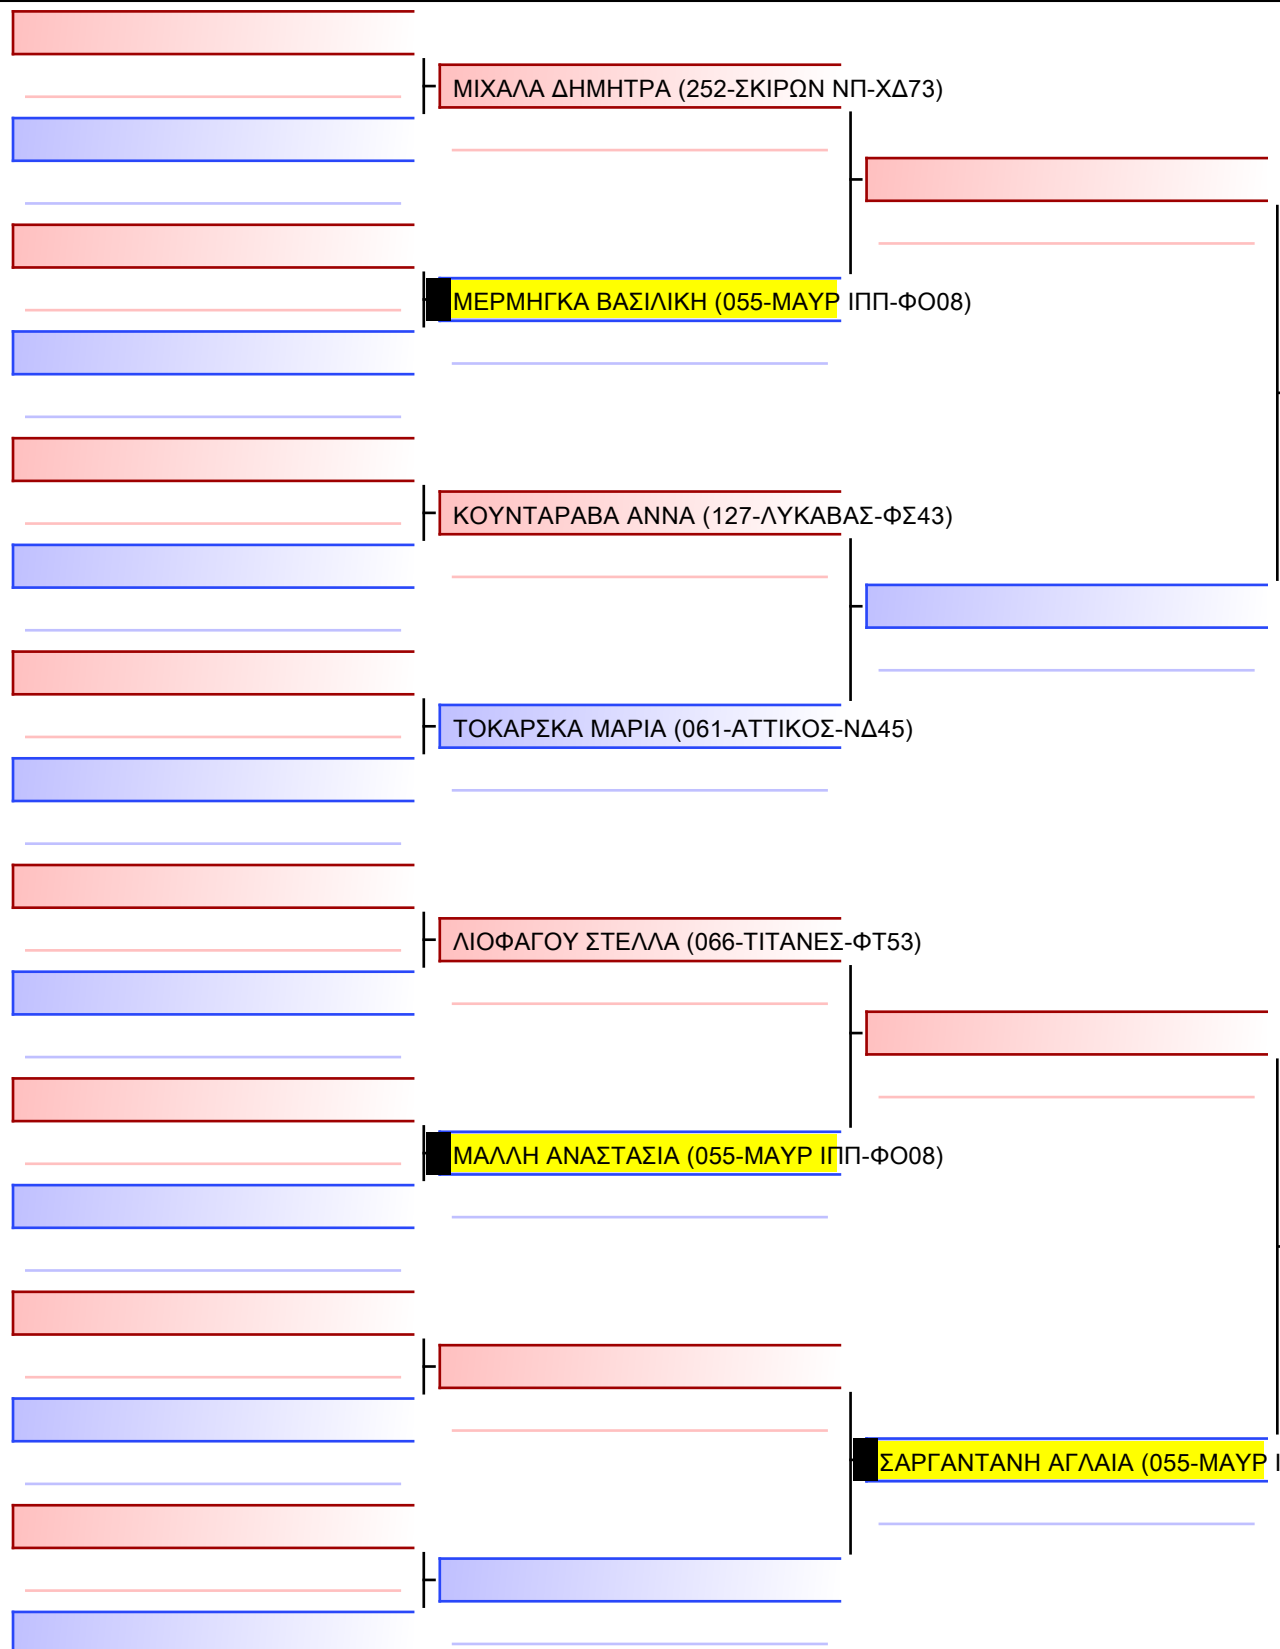 ΜΙΧΑΛΑ ΔΗΜΗΤΡΑ (252-ΣΚΙΡΩΝ ΝΠ-ΧΔ73)
ΜΕΡΜΗΓΚΑ ΒΑΣΙΛΙΚΗ (055-ΜΑΥΡ ΙΠΠ-ΦΟ08)
ΚΟΥΝΤΑΡΑΒΑ ΑΝΝΑ (127-ΛΥΚΑΒΑΣ-ΦΣ43)
ΤΟΚΑΡΣΚΑ ΜΑΡΙΑ (061-ΑΤΤΙΚΟΣ-ΝΔ45)
ΛΙΟΦΑΓΟΥ ΣΤΕΛΛΑ (066-ΤΙΤΑΝΕΣ-ΦΤ53)
ΜΑΛΛΗ ΑΝΑΣΤΑΣΙΑ (055-ΜΑΥΡ ΙΠΠ-ΦΟ08)
ΣΑΡΓΑΝΤΑΝΗ ΑΓΛΑΙΑ (055-ΜΑΥΡ Ι